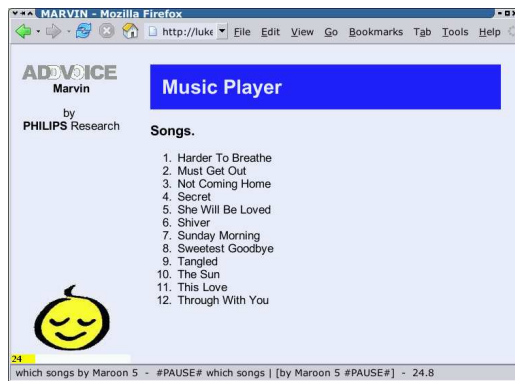 MARVIN - Mozilla Firefox
http://luke File Edit View Go Bookmarks Tab Tools Help
ADDVOICE
Marvin
by
PHILIPS Research
Music Player
Songs.
1. Harder To Breathe
2. Must Get Out
3. Not Coming Home
4. Secret
5. She Will Be Loved
6. Shiver
7. Sunday Morning
8. Sweetest Goodbye
9. Tangled
10. The Sun
11. This Love
12. Through With You
24
which songs by Maroon 5 - #PAUSE# which songs | [by Maroon 5 #PAUSE#] - 24.8